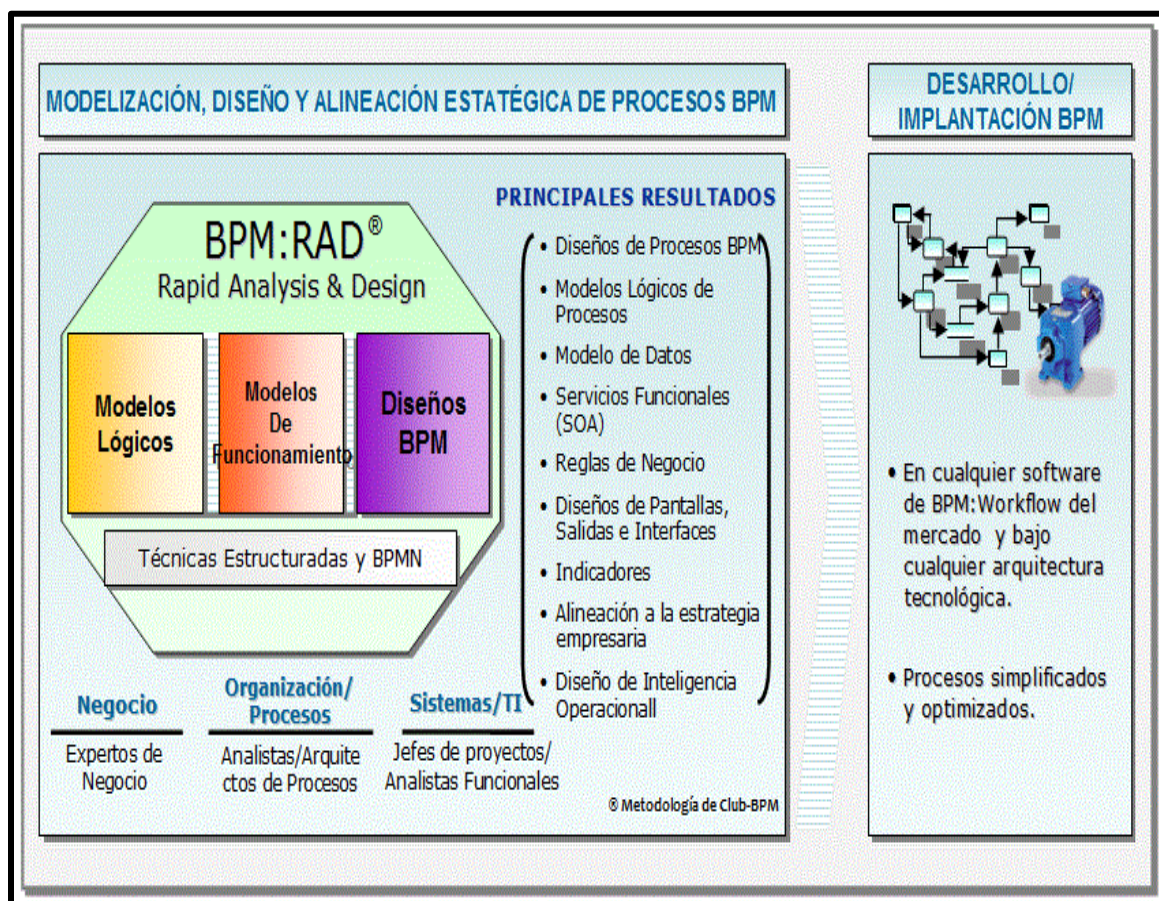 MODELIZACIÓN, DISEÑO Y ALINEACIÓN ESTATÉGICA DE PROCESOS BPM
BPM:RAD®
Rapid Analysis & Design
Modelos
Lógicos
Modelos
De
Funcionamiento
Diseños
BPM
Técnicas Estructuradas y BPMN
Negocio
Expertos de
Negocio
Organización/
Procesos
Analistas/Arquite
ctos de Procesos
Sistemas/TI
Jefes de proyectos/
Analistas Funcionales
PRINCIPALES RESULTADOS
• Diseños de Procesos BPM
• Modelos Lógicos de
Procesos
• Modelo de Datos
• Servicios Funcionales
(SOA)
• Reglas de Negocio
• Diseños de Pantallas,
Salidas e Interfaces
• Indicadores
• Alineación a la estrategia
empresaria
• Diseño de Inteligencia
Operacionall
® Metodología de Club-BPM
DESARROLLO/
IMPLANTACIÓN BPM
• En cualquier software
de BPM:Workflow del
mercado y bajo
cualquier arquitectura
tecnológica.
• Procesos simplificados
y optimizados.